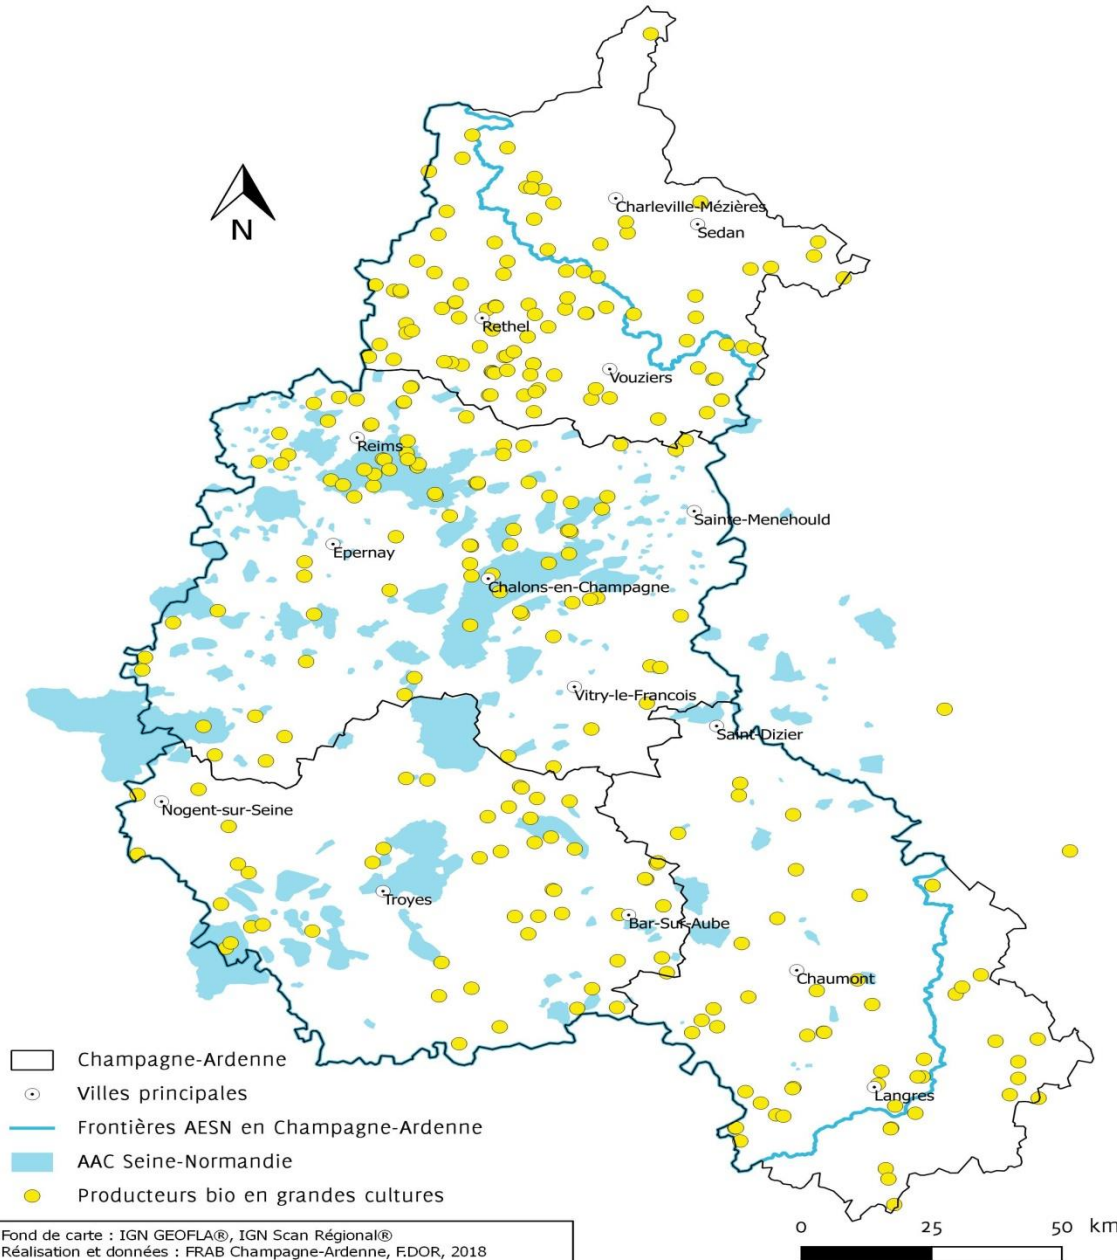 N
Charleville-Mézières
Sedan
Rethel
Vouziers
Reims
Sainte-Menehould
Epernay
Chalons-en-Champagne
Vitry-le-Francois
Saint-Dizier
Nogent-sur-Seine
Troyes
Bar-Sur-Aube
Chaumont
Langres
Champagne-Ardenne
Villes principales
Frontières AESN en Champagne-Ardenne
AAC Seine-Normandie
Producteurs bio en grandes cultures
0 25 50 km
Fond de carte : IGN GEOFLA®, IGN Scan Régional®
Réalisation et données : FRAB Champagne-Ardenne, F.DOR, 2018